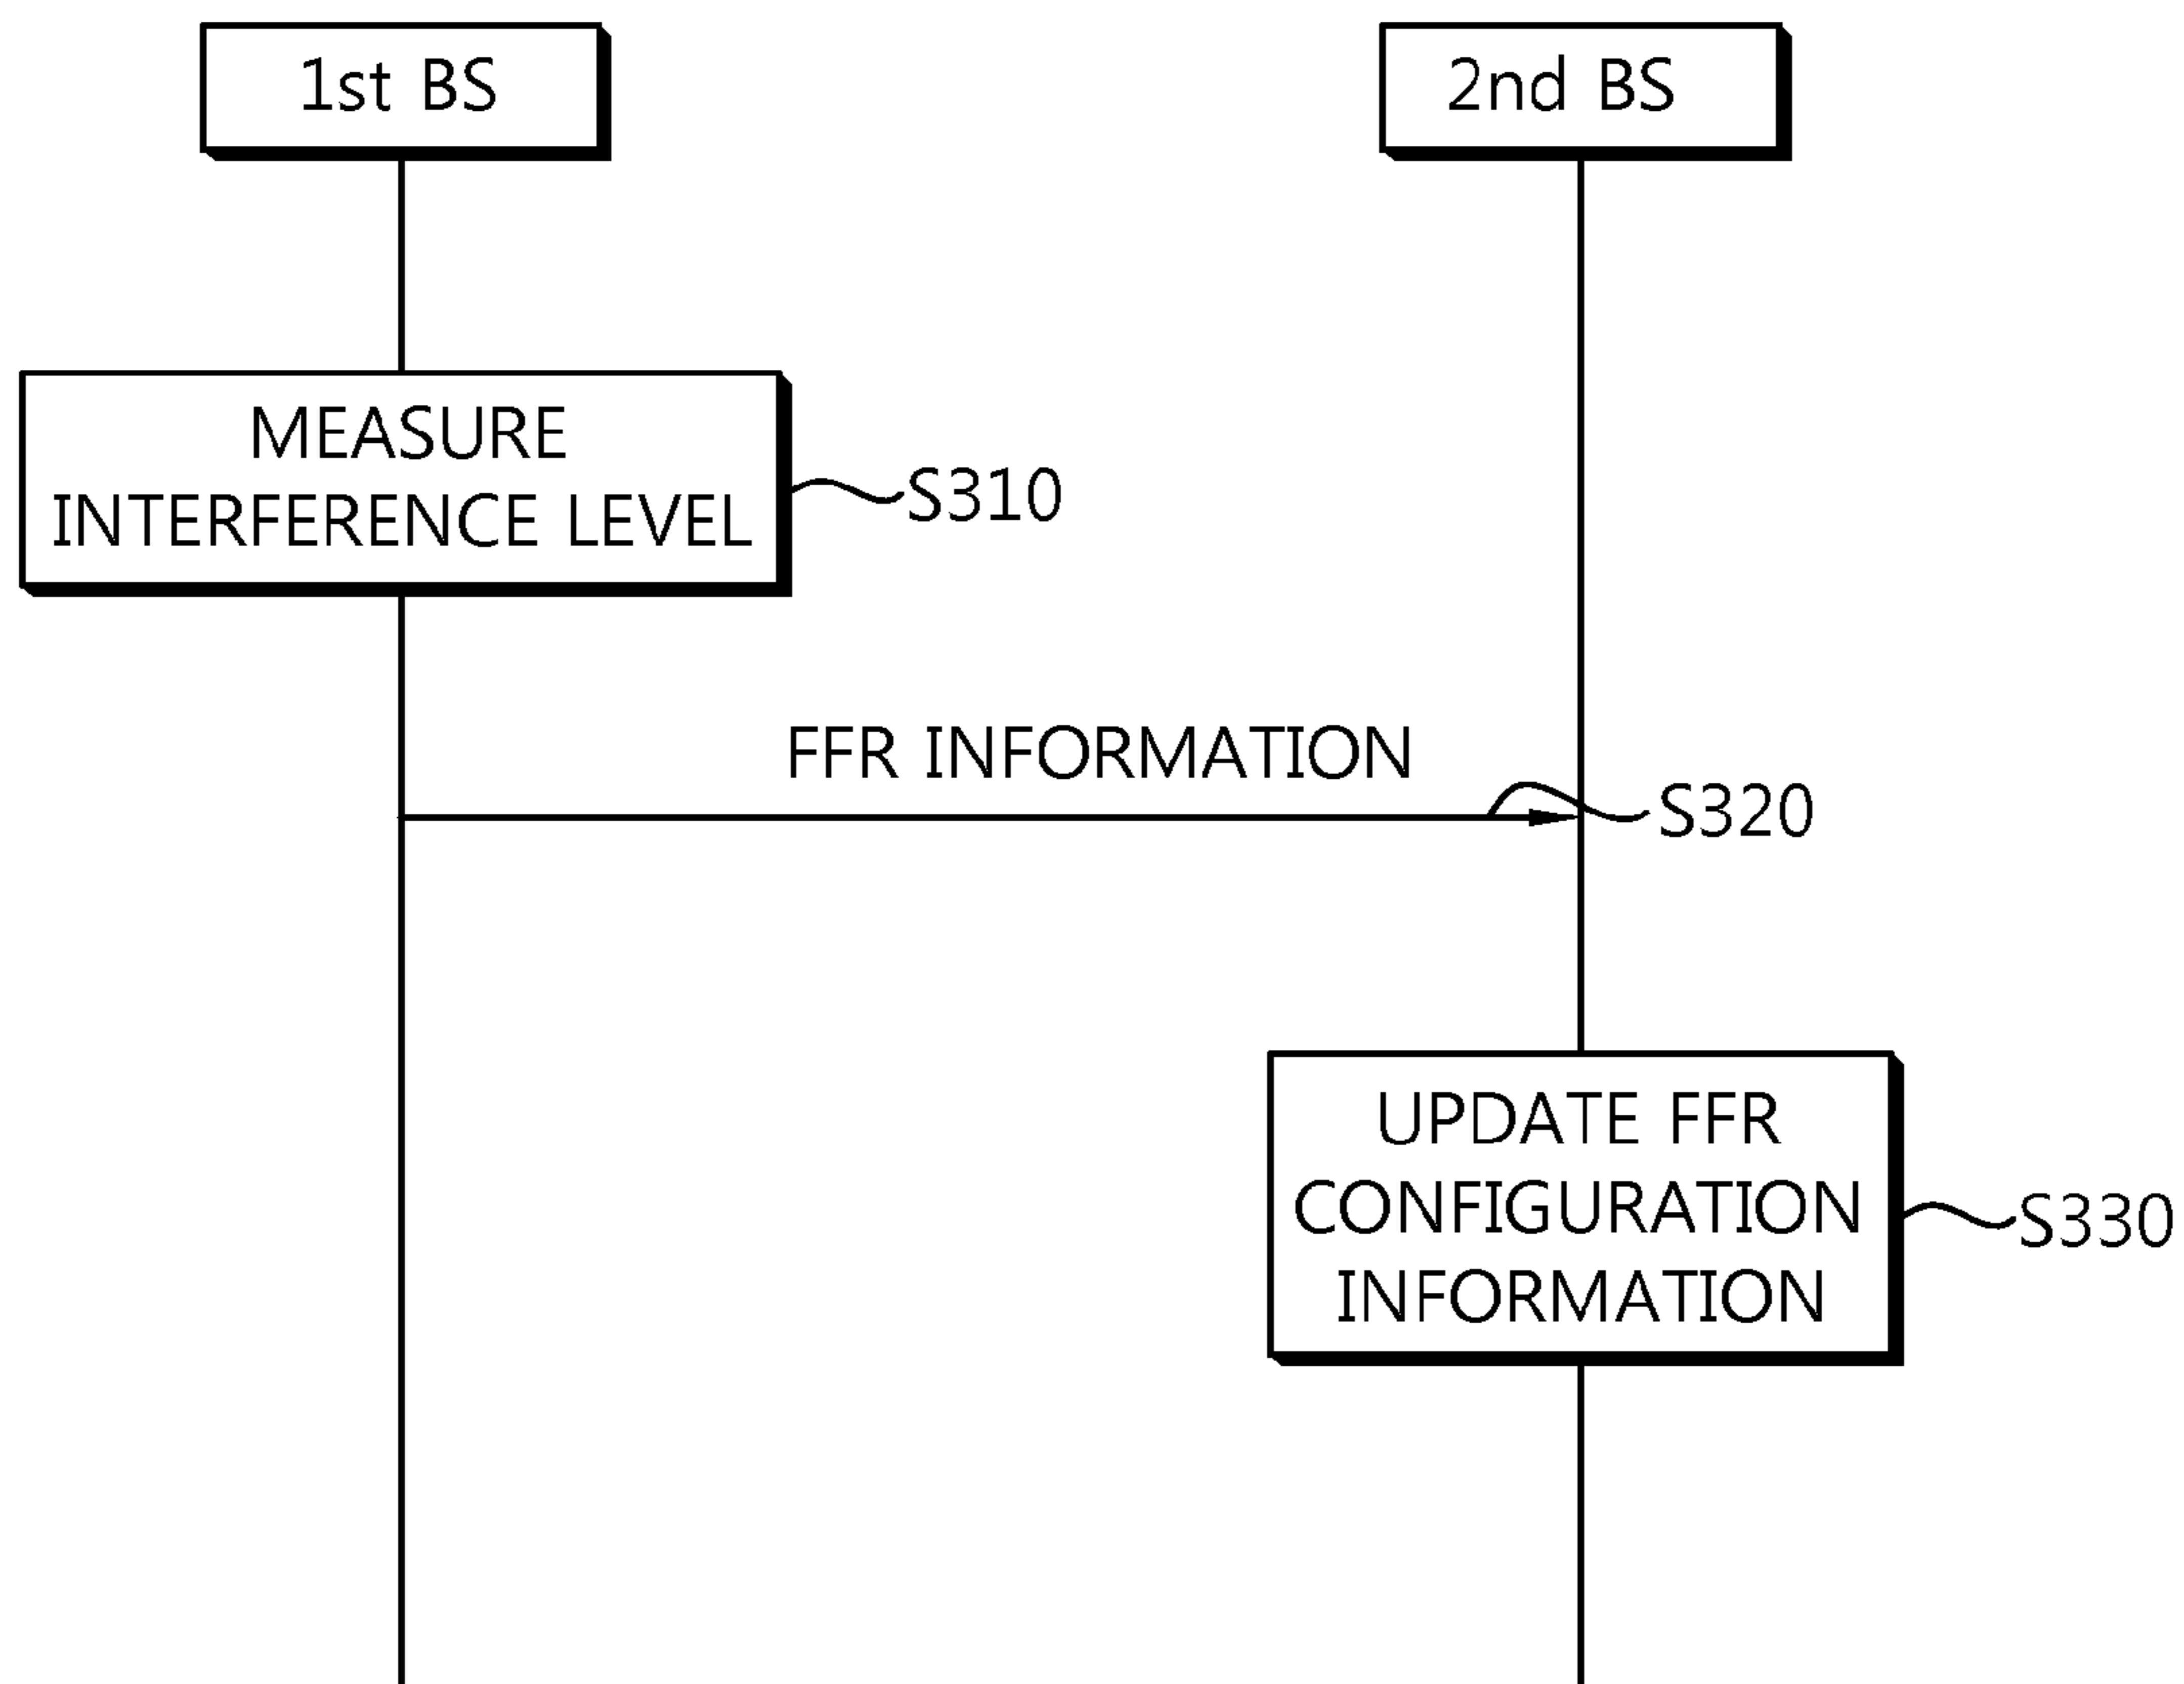 1st BS
2nd BS
MEASURE
INTERFERENCE LEVEL
S310
FFR INFORMATION
S320
UPDATE FFR
CONFIGURATION
INFORMATION
S330